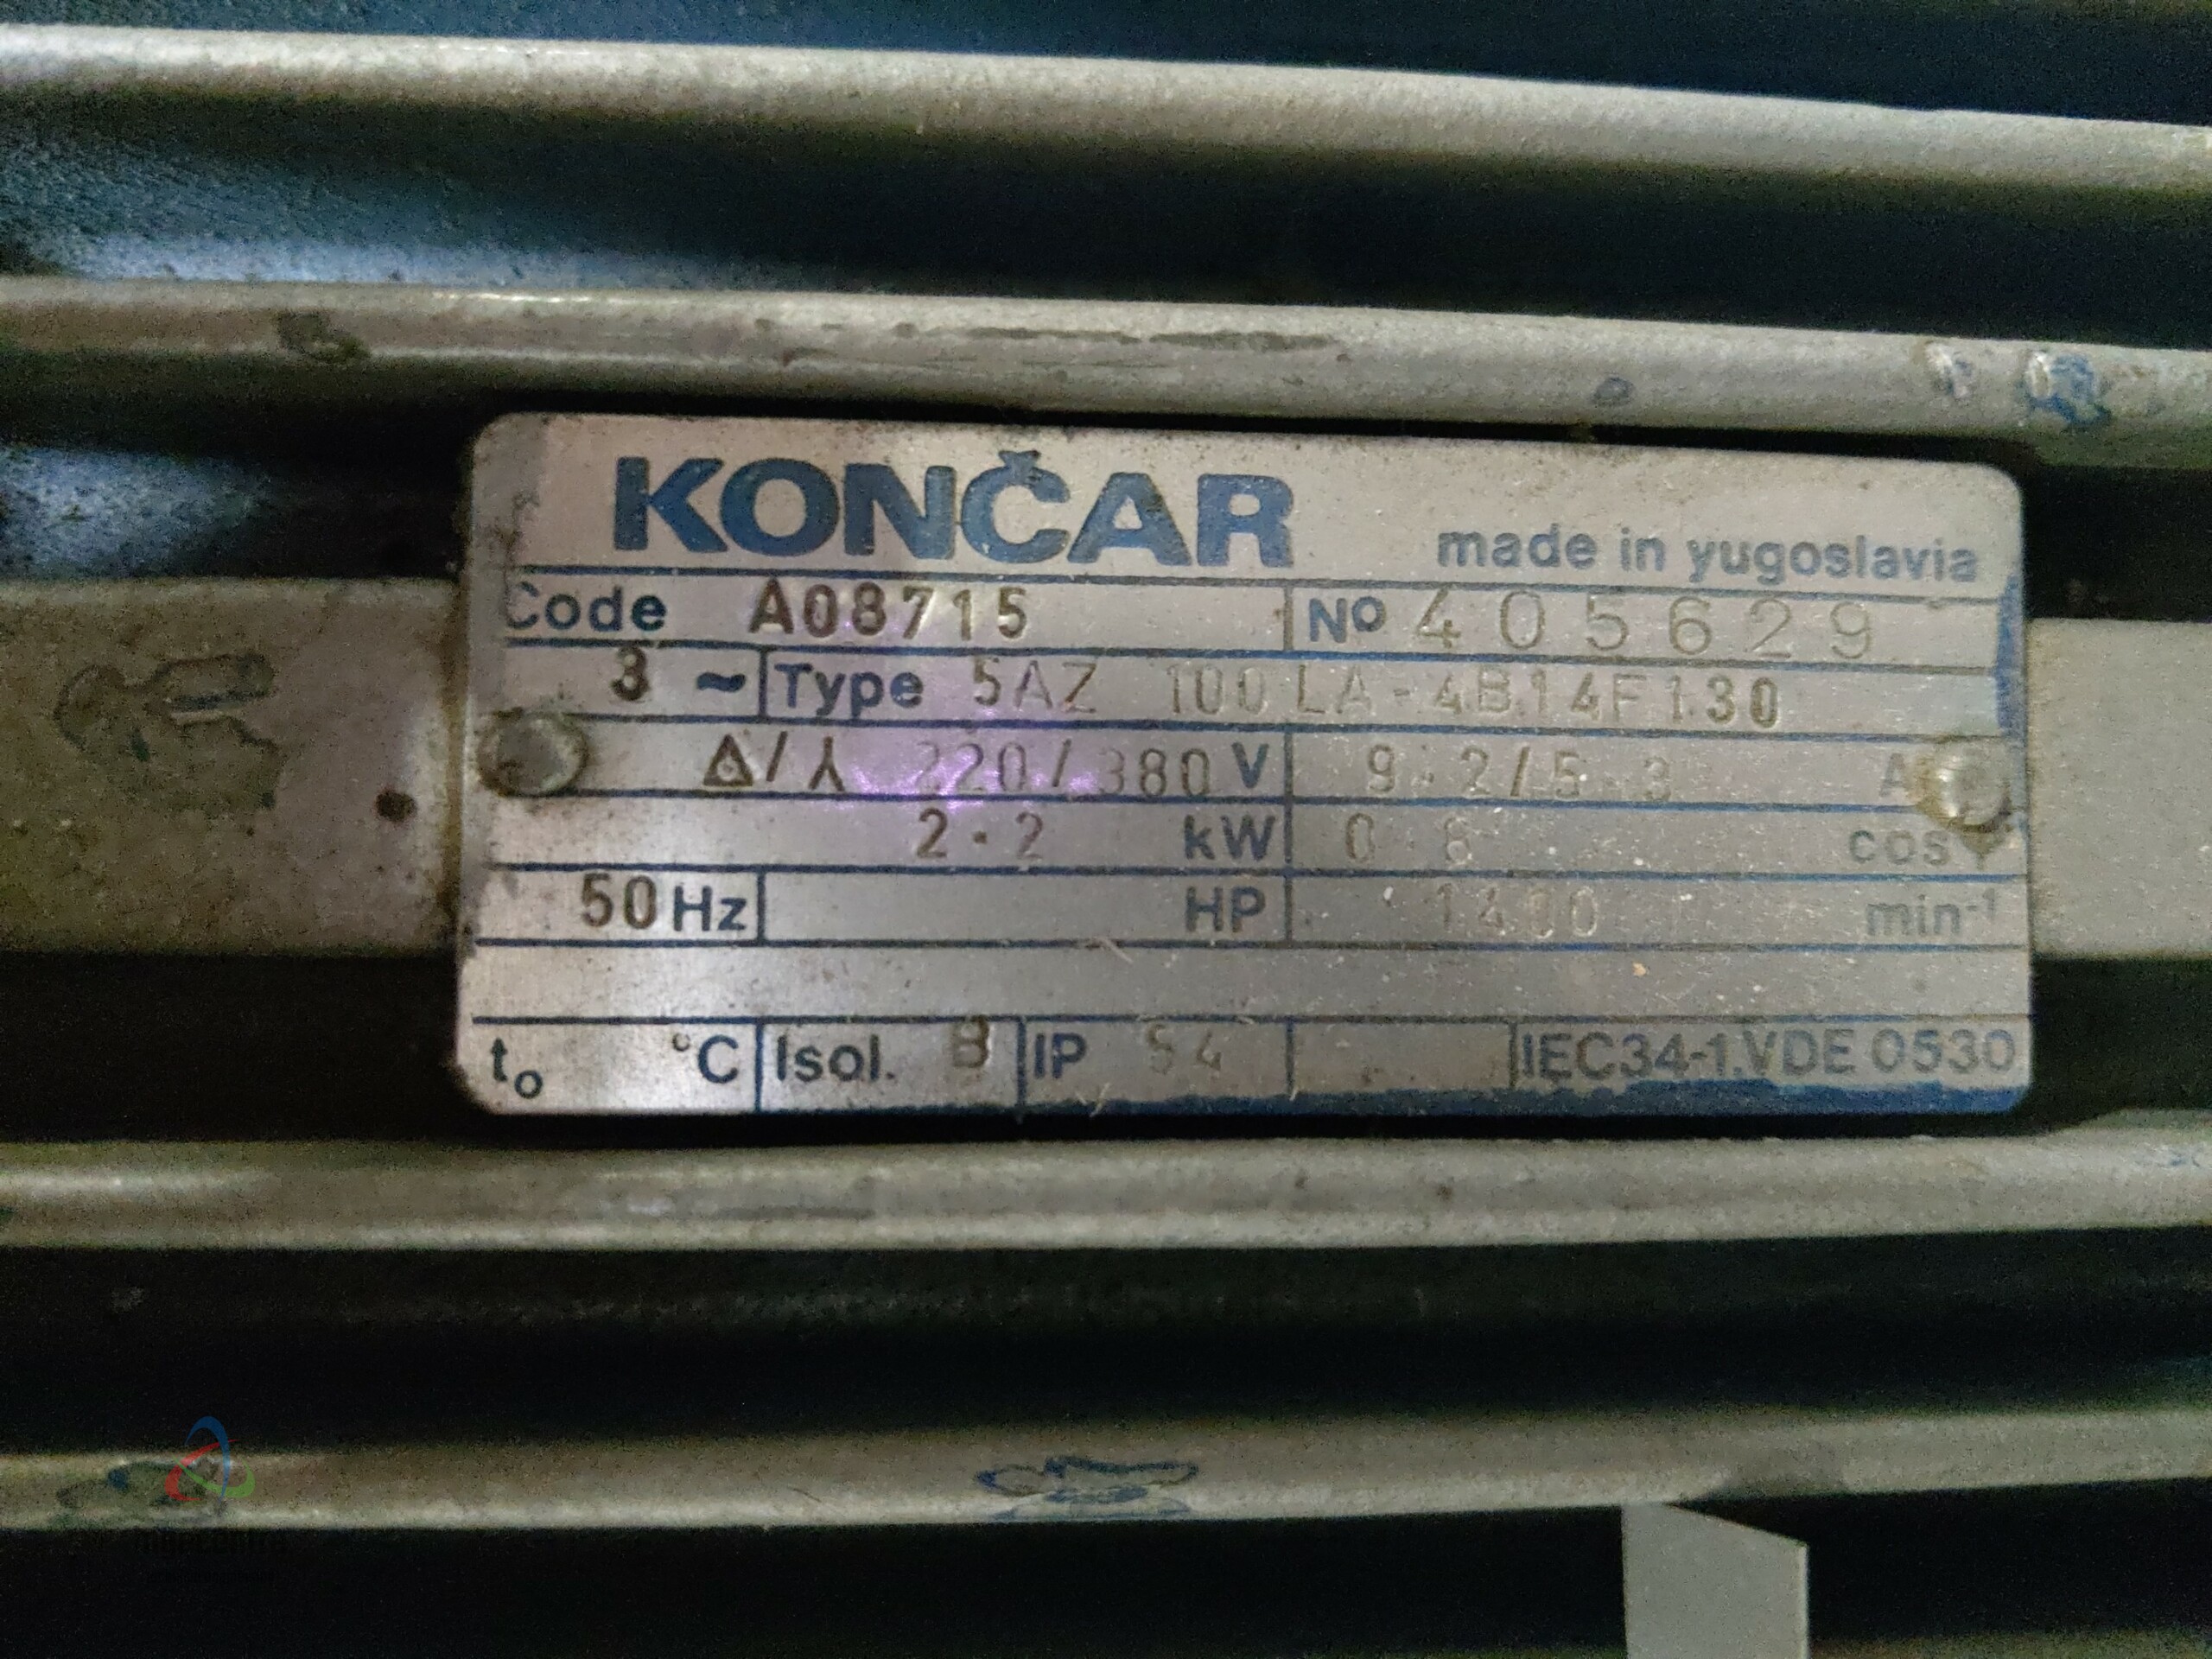 KONČAR made in yugoslavia
Code A08715 No 405629
3 ~ Type 5AZ 100 LA-4B14F130
Δ/⅄ 220/380 V 9.2/5.3 A
2.2 kW 0.8 cos
50 Hz HP 1400 min-1
to °C Isol. B IP 54 IEC34-1.VDE 0530